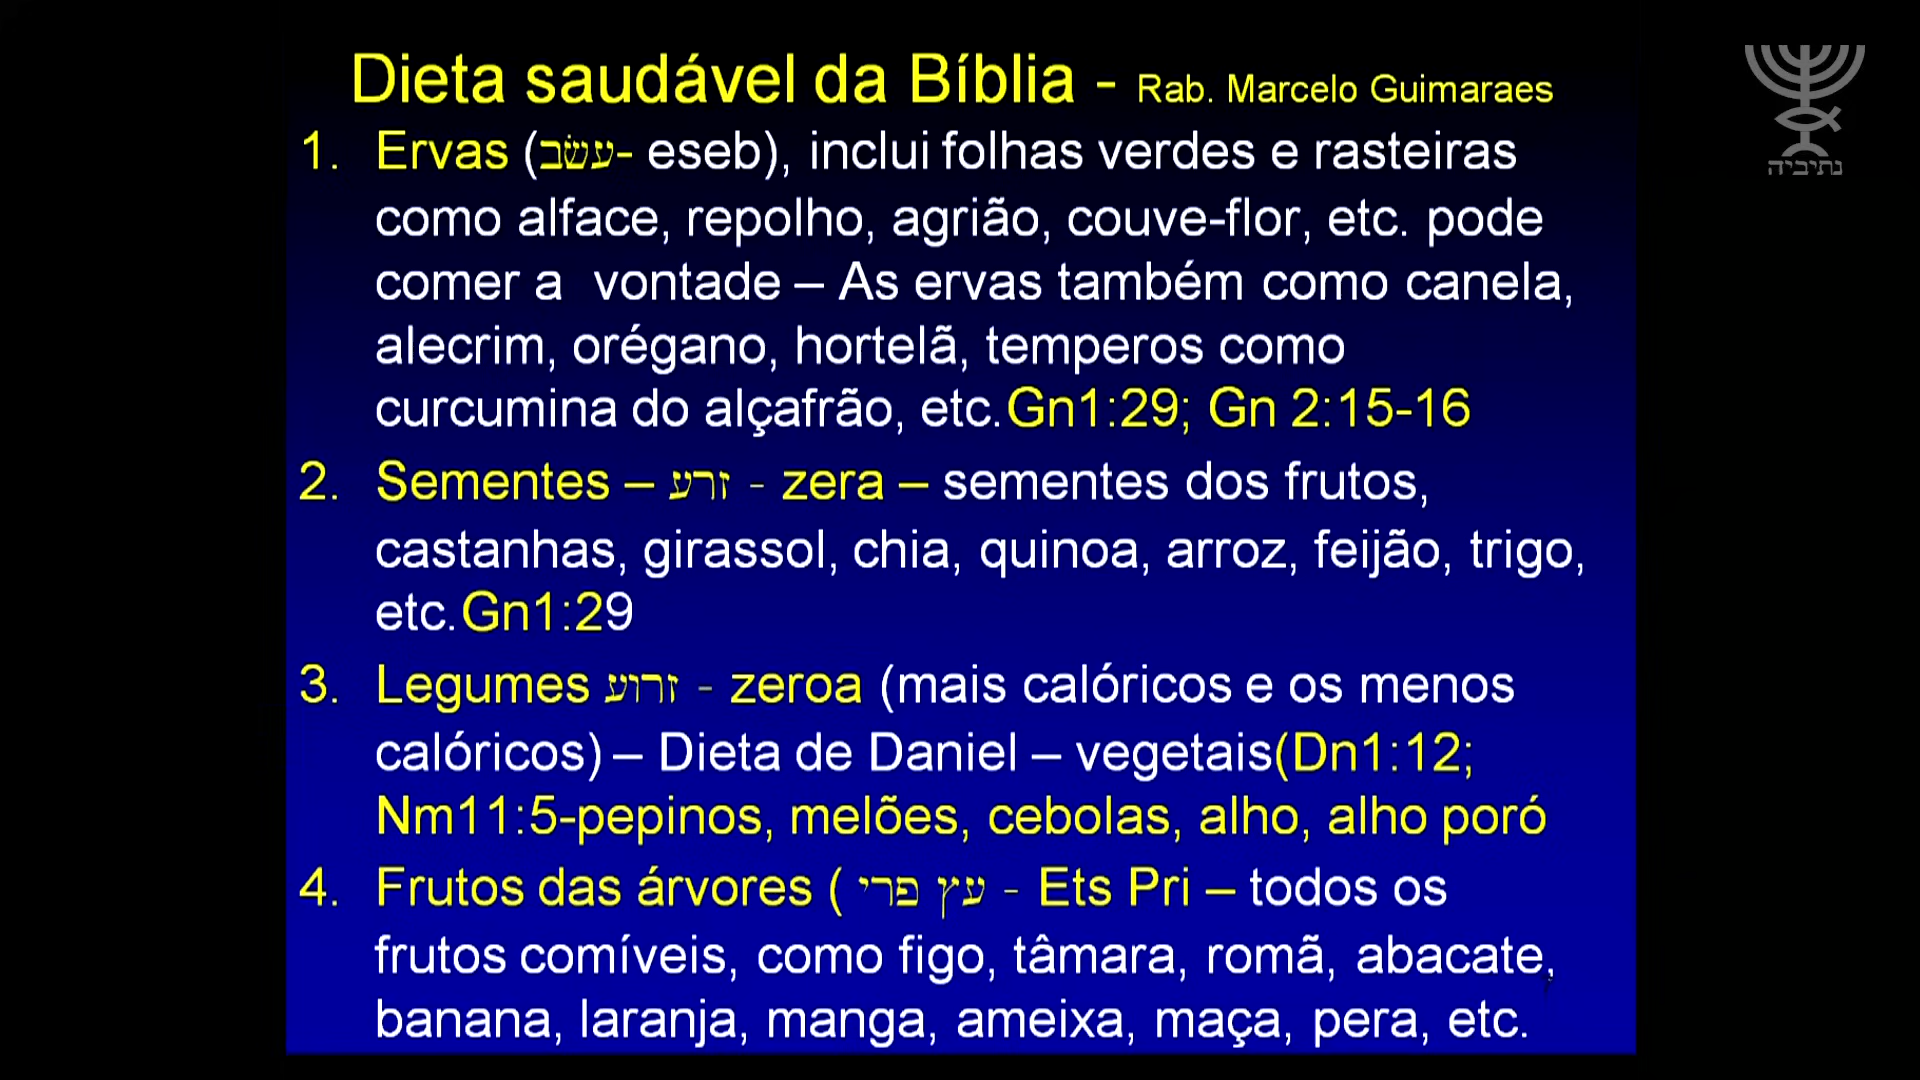 Dieta saudável da Bíblia - Rab. Marcelo Guimaraes
1. Ervas (עשׂב- eseb), inclui folhas verdes e rasteiras
como alface, repolho, agrião, couve-flor, etc. pode
comer a  vontade – As ervas também como canela,
alecrim, orégano, hortelã, temperos como
curcumina do alçafrão, etc.Gn1:29; Gn 2:15-16
2. Sementes – זרע - zera – sementes dos frutos,
castanhas, girassol, chia, quinoa, arroz, feijão, trigo,
etc.Gn1:29
3. Legumes זרוע - zeroa (mais calóricos e os menos
calóricos) – Dieta de Daniel – vegetais(Dn1:12;
Nm11:5-pepinos, melões, cebolas, alho, alho poró
4. Frutos das árvores ( עץ פרי - Ets Pri – todos os
frutos comíveis, como figo, tâmara, romã, abacate,
banana, laranja, manga, ameixa, maça, pera, etc.
נתיביה